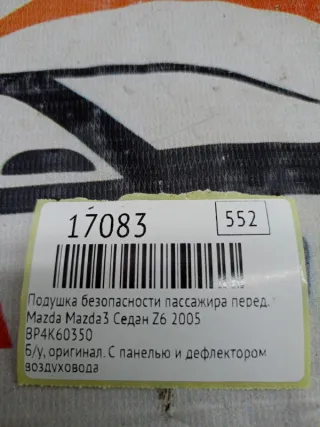 17083
552
Подушка безопасности пассажира перед.
Mazda Mazda3 Седан Z6 2005
BP4K60350
Б/у, оригинал. С панелью и дефлектором
воздуховода